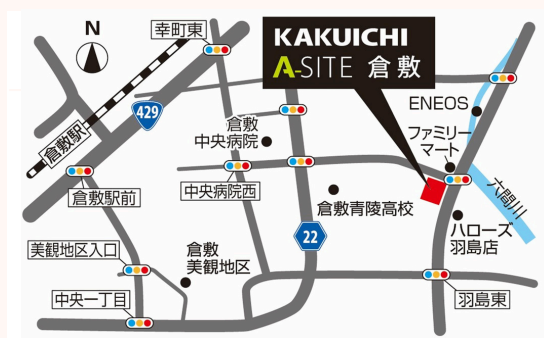 N
幸町東
KAKUICHI
A-SITE 倉敷
429
倉敷駅
ENEOS
倉敷
中央病院
ファミリー
マート
倉敷駅前
中央病院西
倉敷青陵高校
六間川
22
ハローズ
羽島店
美観地区入口
倉敷
美観地区
中央一丁目
羽島東